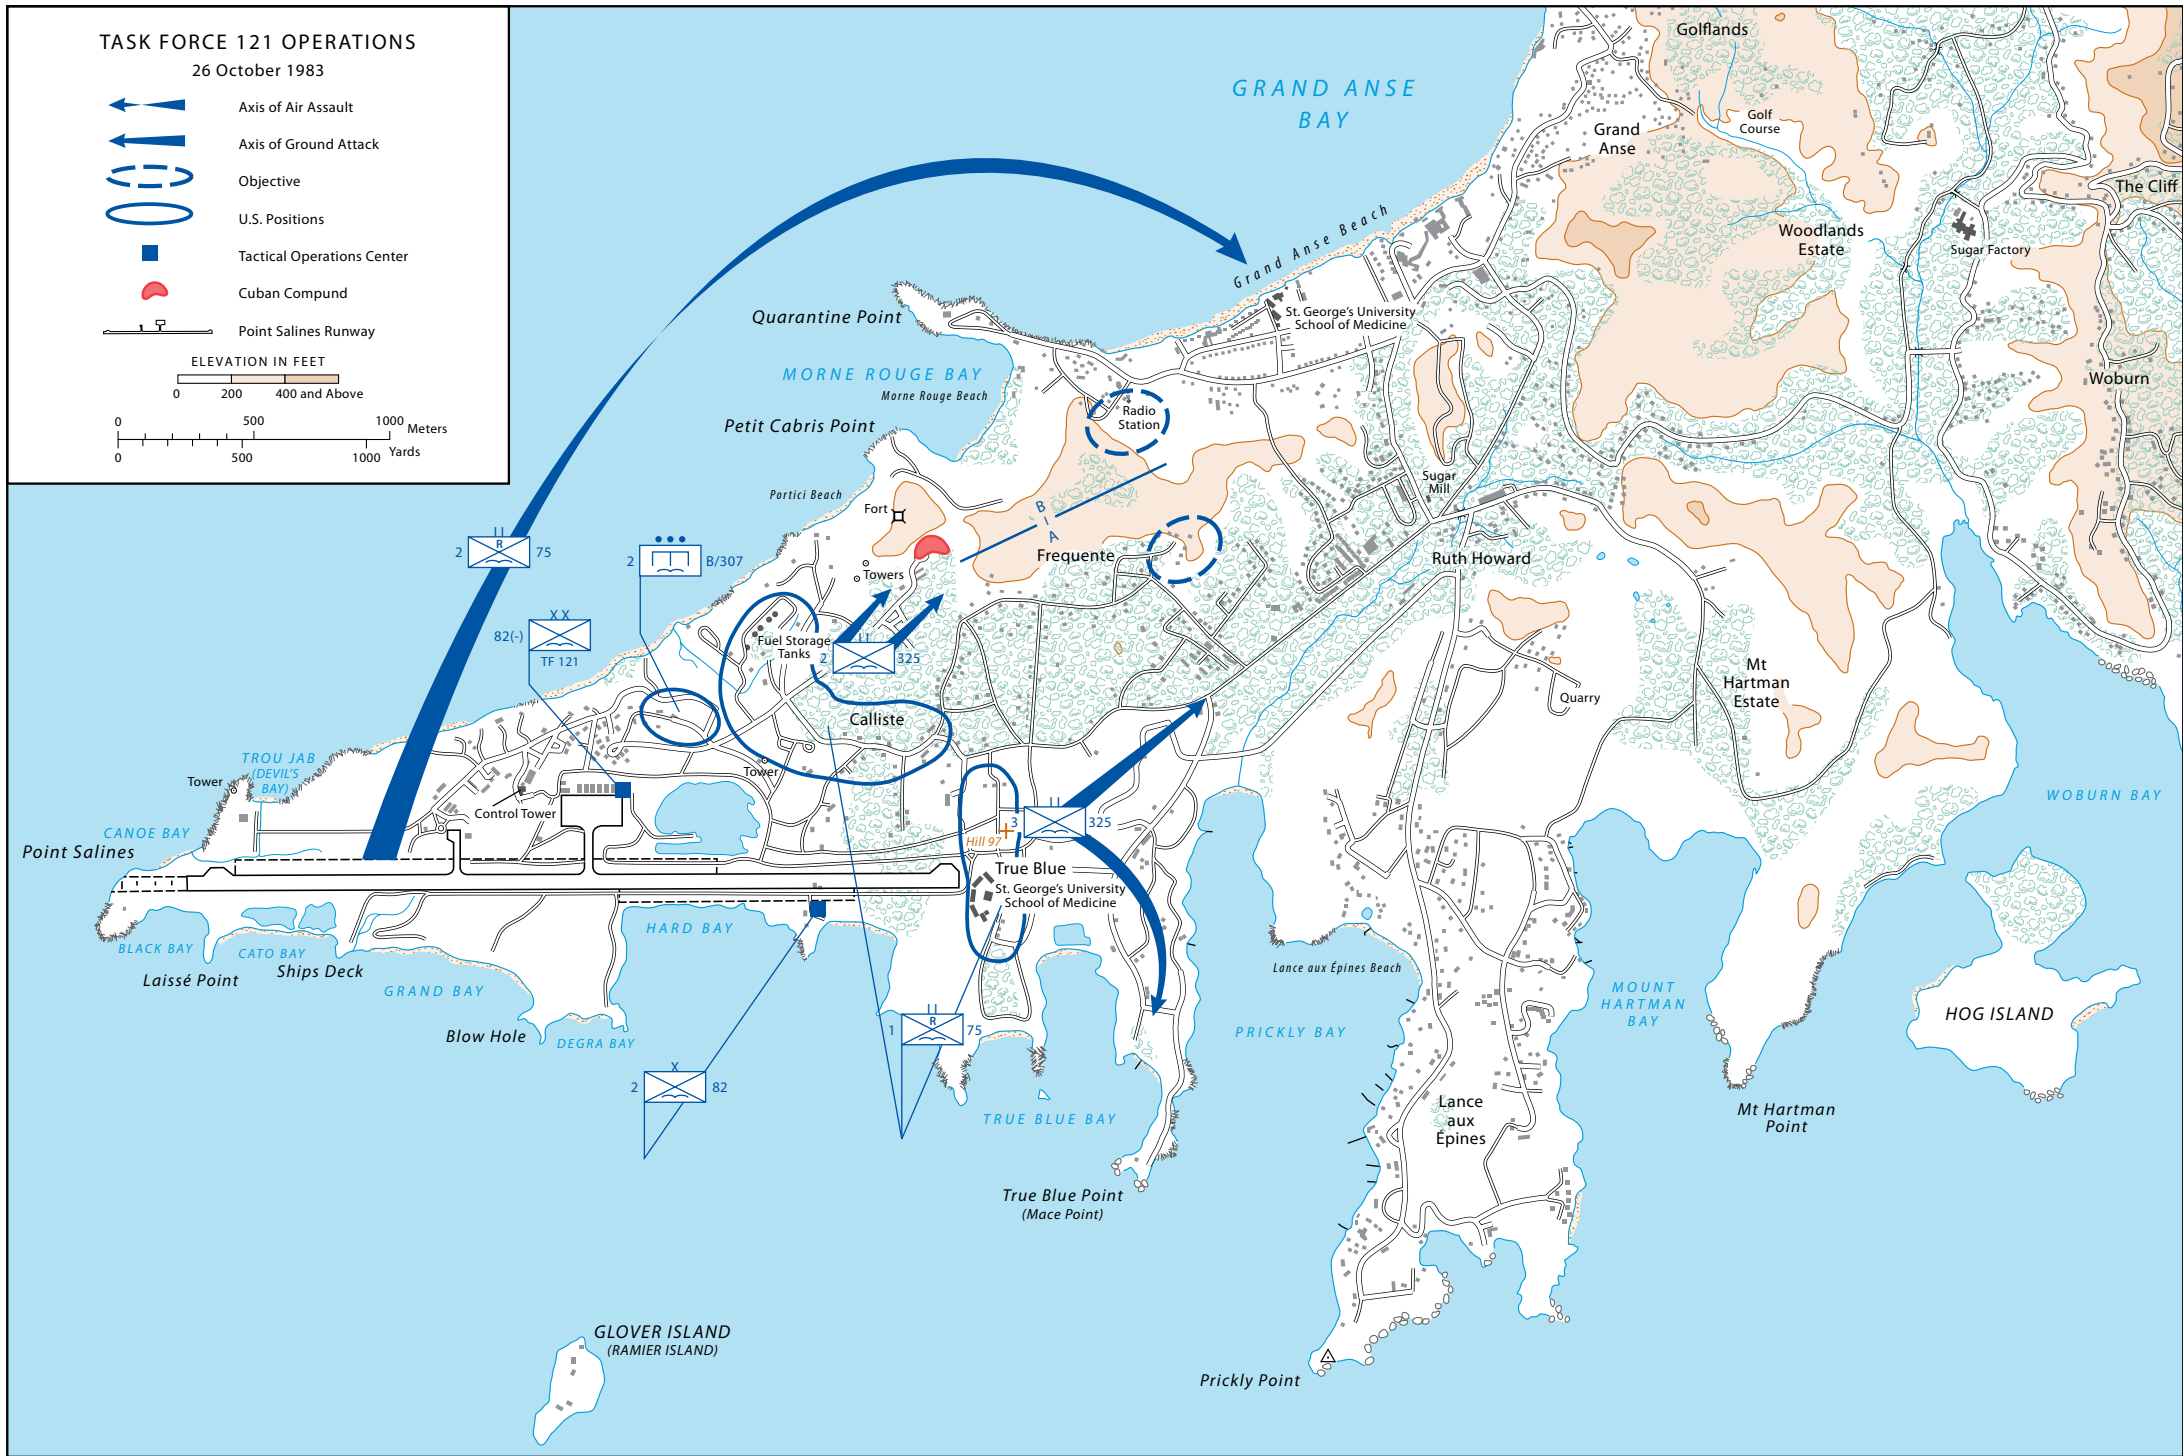 TASK FORCE 121 OPERATIONS
26 October 1983
Axis of Air Assault
Axis of Ground Attack
Objective
U.S. Positions
Tactical Operations Center
Cuban Compund
Point Salines Runway
ELEVATION IN FEET
0 200 400 and Above
0 500 1000 Meters
0 500 1000 Yards
GRAND ANSE
BAY
Golflands
Golf
Course
Grand
Anse
The Cliff
Woodlands
Estate
Sugar Factory
Grand Anse Beach
St. George's University
School of Medicine
Quarantine Point
MORNE ROUGE BAY
Morne Rouge Beach
Petit Cabris Point
Radio
Station
Woburn
Portici Beach
Fort
B
A
Sugar
Mill
Frequente
Ruth Howard
Towers
II
2 R 75
•••
2 B/307
XX
82(-)
TF 121
Fuel Storage
Tanks
II
2 325
Calliste
Mt
Hartman
Estate
Quarry
TROU JAB
(DEVIL'S
BAY)
Tower
Tower
Control Tower
CANOE BAY
Point Salines
II
3 325
Hill 97
True Blue
St. George's University
School of Medicine
WOBURN BAY
BLACK BAY
Laissé Point
CATO BAY
Ships Deck
GRAND BAY
HARD BAY
Blow Hole
DEGRA BAY
Lance aux Épines Beach
PRICKLY BAY
MOUNT
HARTMAN
BAY
HOG ISLAND
II
1 R 75
X
2 82
TRUE BLUE BAY
Lance
aux
Épines
Mt Hartman
Point
True Blue Point
(Mace Point)
GLOVER ISLAND
(RAMIER ISLAND)
Prickly Point